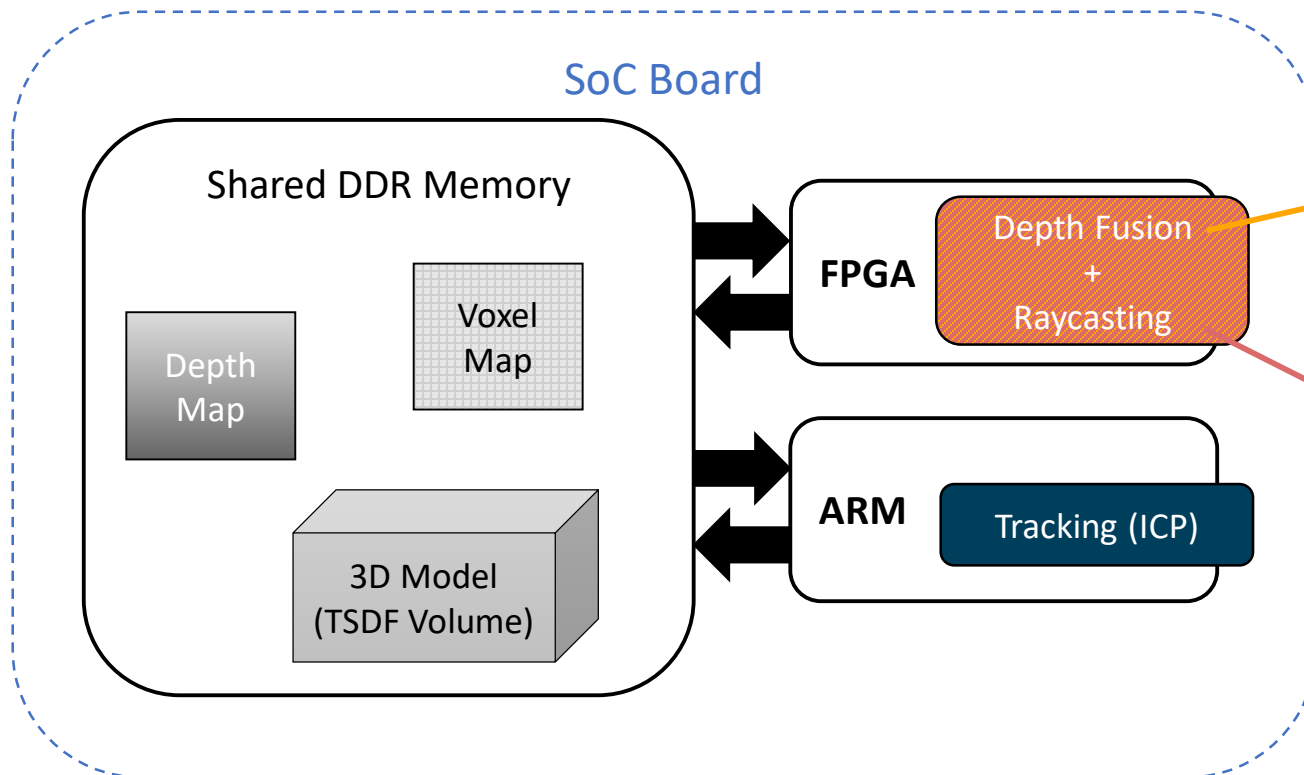 SoC Board
Shared DDR Memory
Depth
Map
Voxel
Map
3D Model
(TSDF Volume)
FPGA
Depth Fusion
+
Raycasting
ARM
Tracking (ICP)